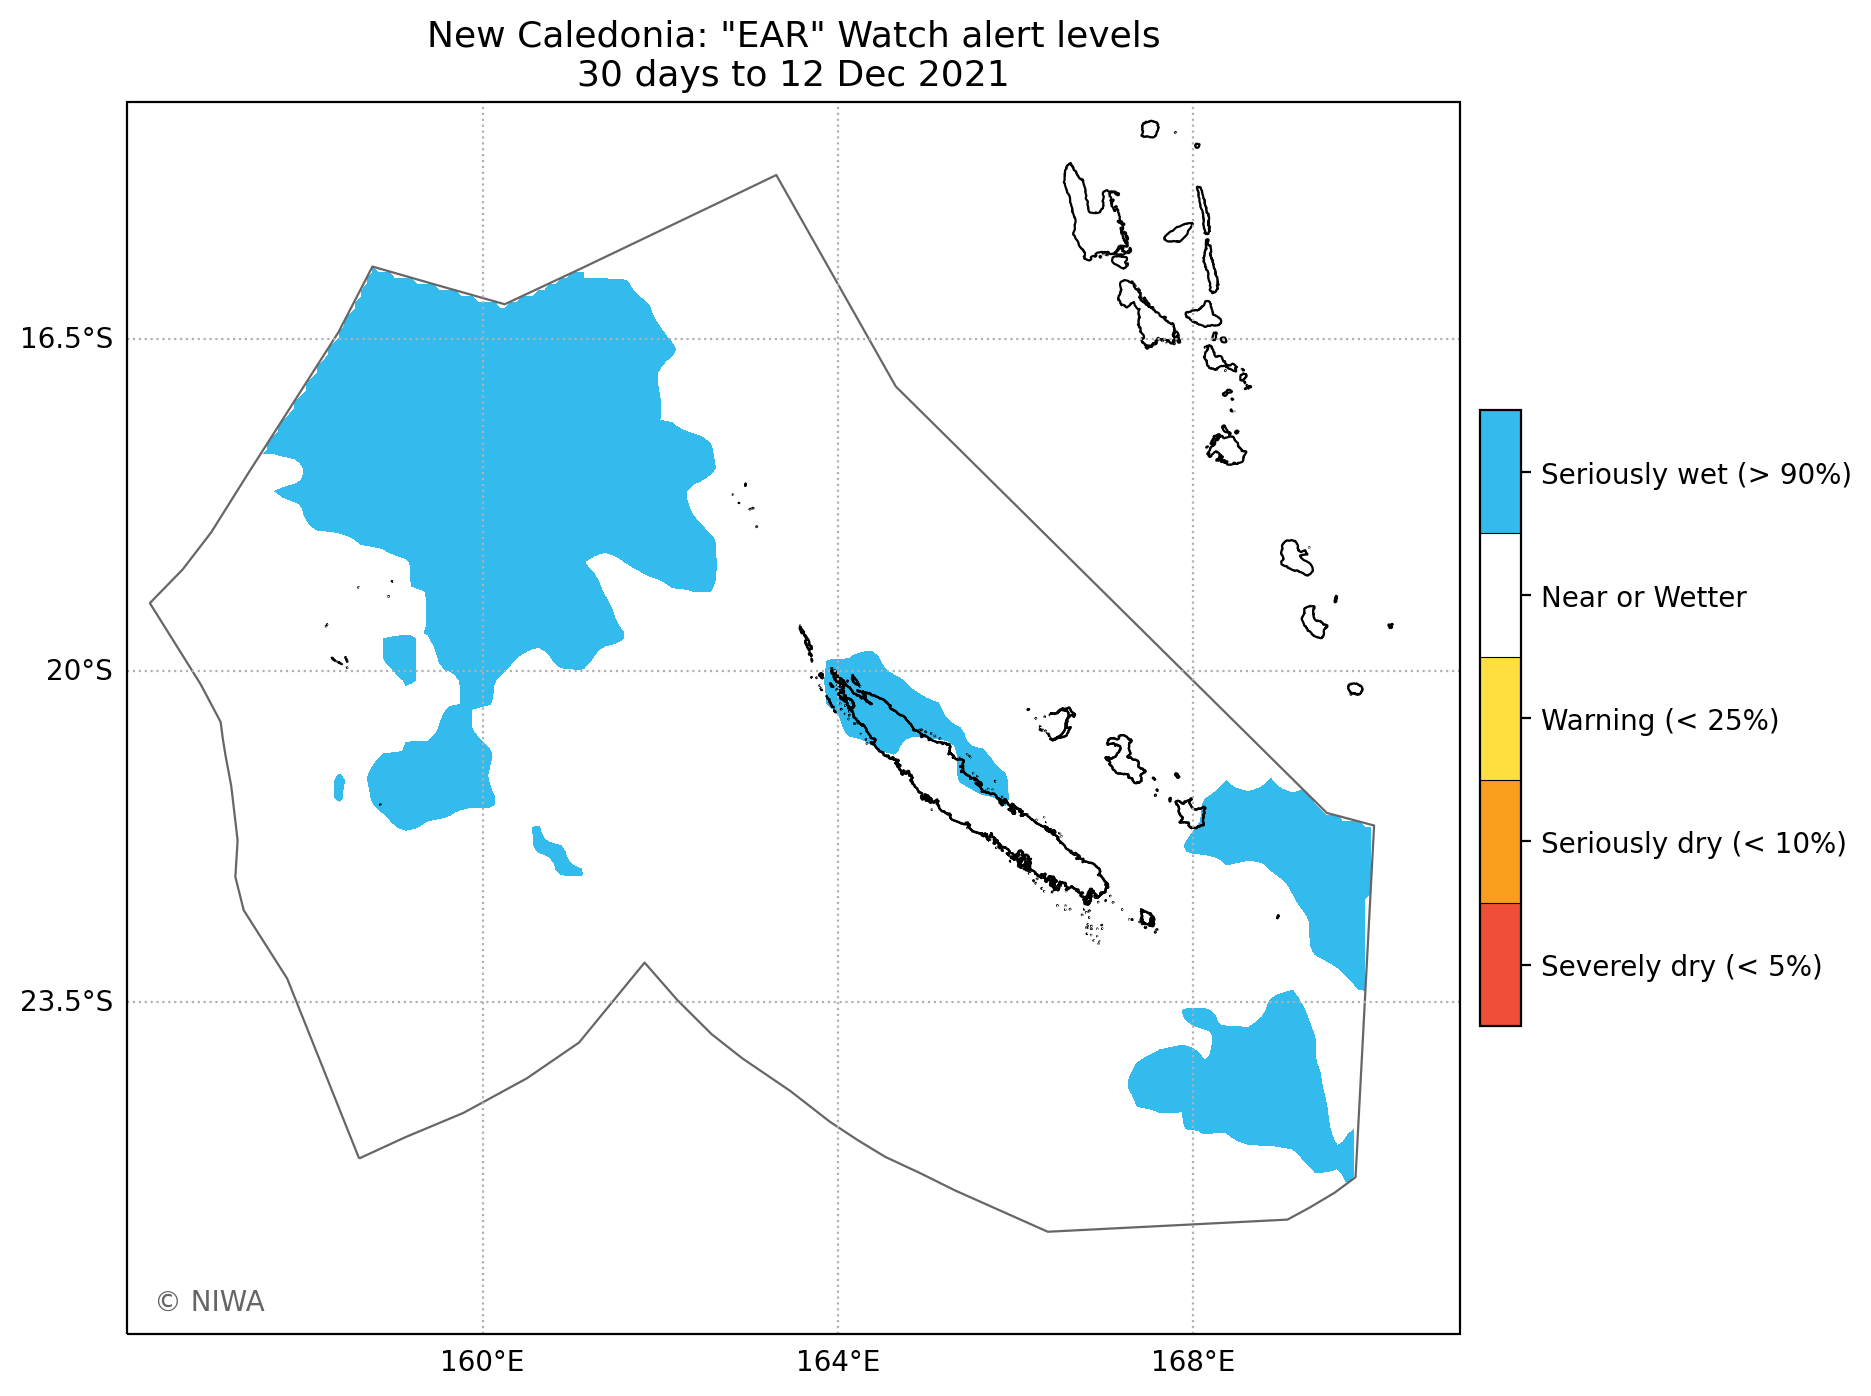 New Caledonia: "EAR" Watch alert levels
30 days to 12 Dec 2021
16.5°S
20°S
23.5°S
160°E
164°E
168°E
Seriously wet (> 90%)
Near or Wetter
Warning (< 25%)
Seriously dry (< 10%)
Severely dry (< 5%)
© NIWA